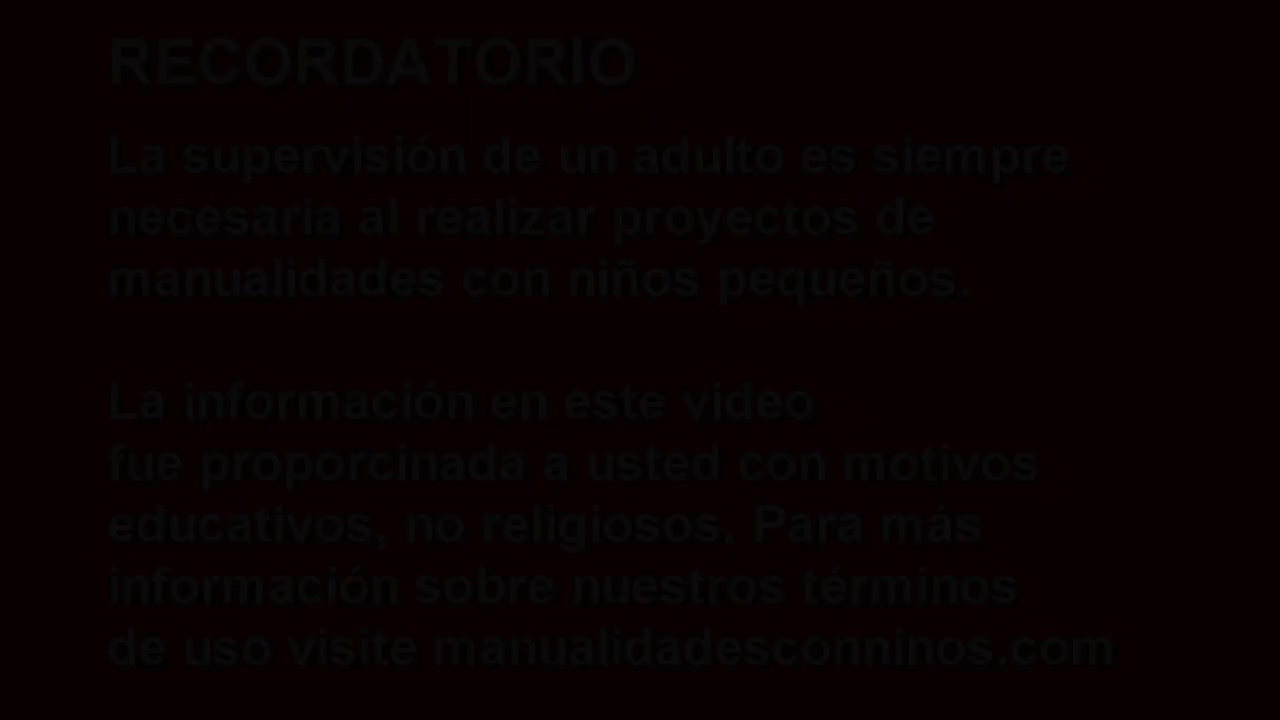 RECORDATORIO
La supervisión de un adulto es siempre
necesaria al realizar proyectos de
manualidades con niños pequeños.
La información en este video
fue proporcinada a usted con motivos
educativos, no religiosos. Para más
información sobre nuestros términos
de uso visite manualidadesconninos.com